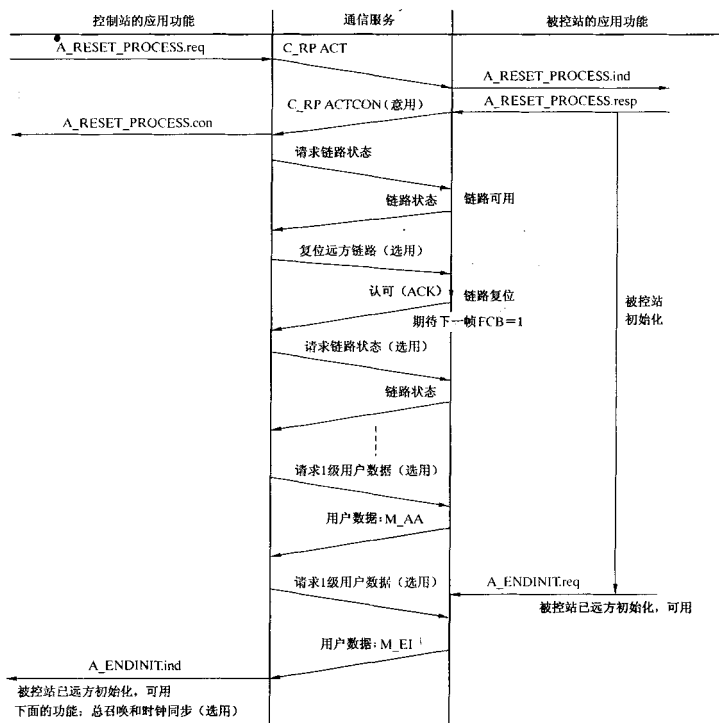 控制站的应用功能 通信服务 被控站的应用功能
A_RESET_PROCESS.req
C_RP ACT
A_RESET_PROCESS.ind
A_RESET_PROCESS.resp
C_RP ACTCON(意用)
A_RESET_PROCESS.con
请求链路状态
链路状态 链路可用
复位远方链路(选用)
认可(ACK) 链路复位
期待下一帧FCB=1
被控站
初始化
请求链路状态(选用)
链路状态
请求1级用户数据(选用)
用户数据:M_AA
请求1级用户数据(选用)
A_ENDINIT.req
被控站已远方初始化,可用
用户数据:M_EI
A_ENDINIT.ind
被控站已远方初始化,可用
下面的功能:总召唤和时钟同步(选用)